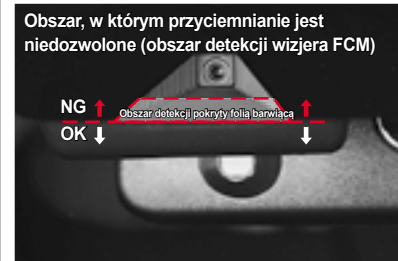 Obszar, w którym przyciemnianie jest
niedozwolone (obszar detekcji wizjera FCM)
NG
Obszar detekcji pokryty folią barwiącą
OK